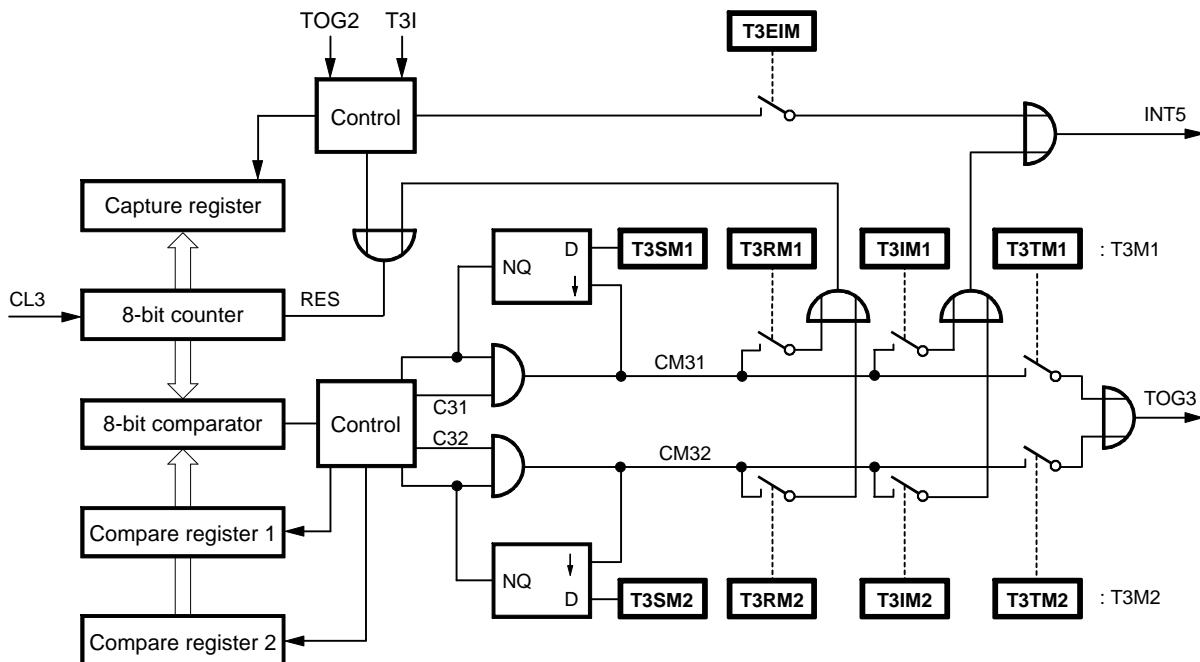 TOG2 T3I
T3EIM
Control
INT5
Capture register
D T3SM1 T3RM1 T3IM1 T3TM1 : T3M1
NQ
CL3 RES
8-bit counter
CM31
C31
TOG3
8-bit comparator Control
C32
CM32
Compare register 1
NQ
D T3SM2 T3RM2 T3IM2 T3TM2 : T3M2
Compare register 2